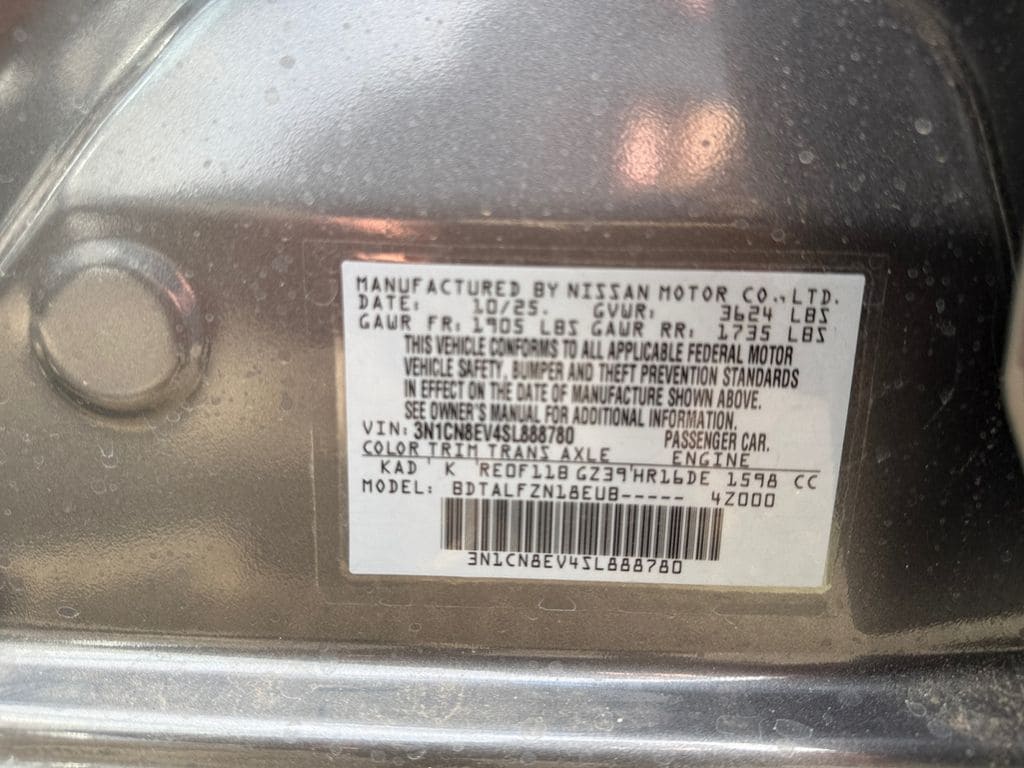 MANUFACTURED BY NISSAN MOTOR CO., LTD.
DATE: 10/25. GVWR: 3624 LBS
GAWR FR: 1905 LBS GAWR RR: 1735 LBS
THIS VEHICLE CONFORMS TO ALL APPLICABLE FEDERAL MOTOR
VEHICLE SAFETY, BUMPER AND THEFT PREVENTION STANDARDS
IN EFFECT ON THE DATE OF MANUFACTURE SHOWN ABOVE.
SEE OWNER'S MANUAL FOR ADDITIONAL INFORMATION.
VIN: 3N1CN8EV4SL888780 PASSENGER CAR.
COLOR TRIM TRANS AXLE ENGINE
KAD K RE0F11B GZ39 HR16DE 1598 CC
MODEL: BDTALFZN18EUB----- 4Z000
3N1CN8EV4SL888780